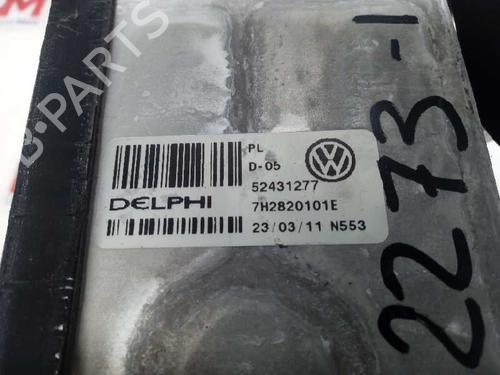 B-PARTS
PL
D-05
52431277
DELPHI
7H2820101E
23/03/11 N553
2273-1